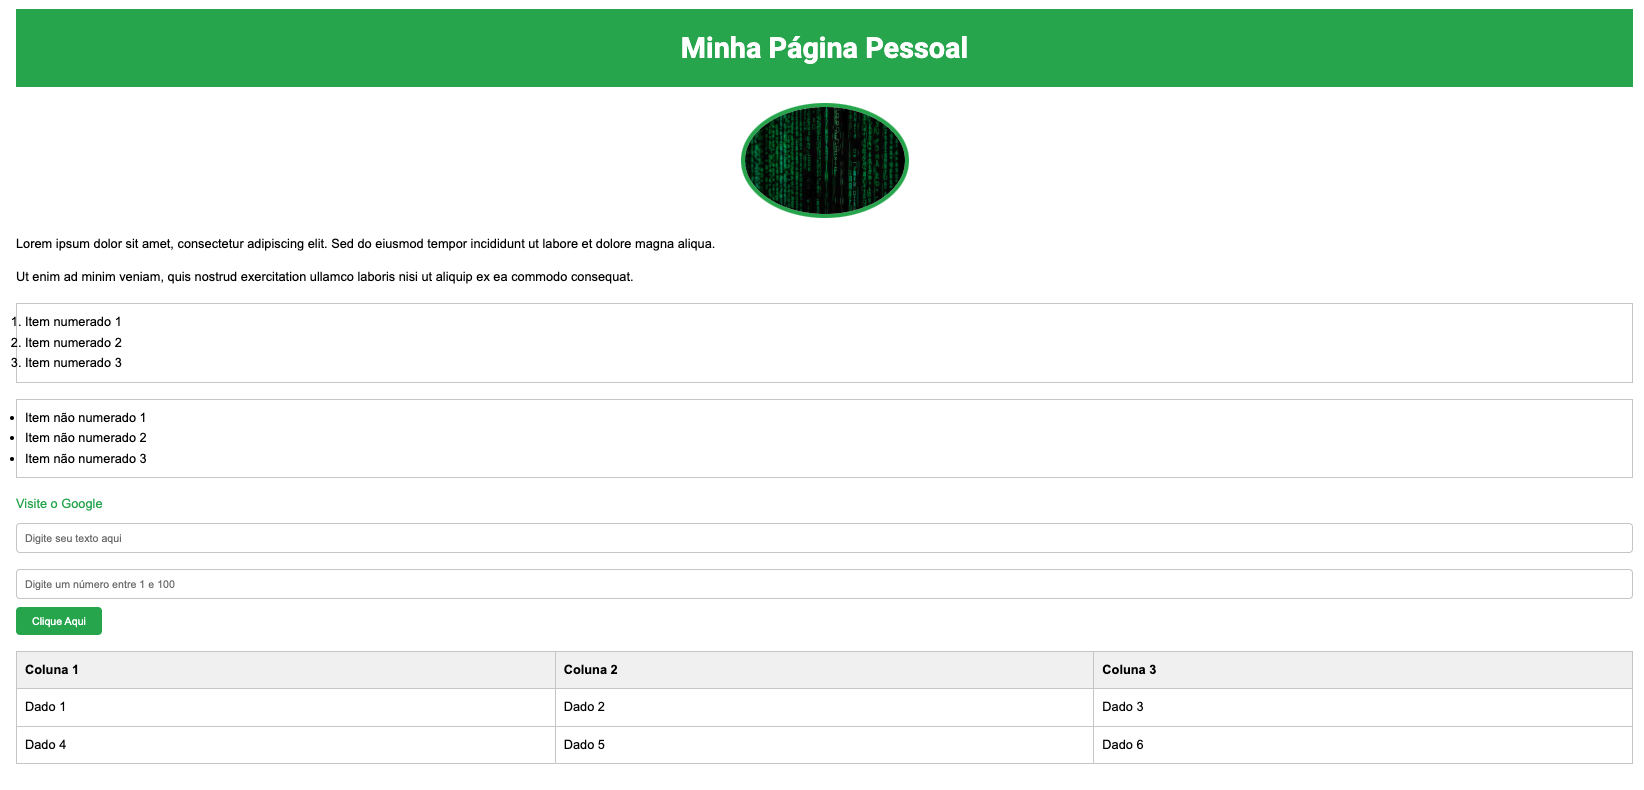 Minha Página Pessoal
Lorem ipsum dolor sit amet, consectetur adipiscing elit. Sed do eiusmod tempor incididunt ut labore et dolore magna aliqua.
Ut enim ad minim veniam, quis nostrud exercitation ullamco laboris nisi ut aliquip ex ea commodo consequat.
1. Item numerado 1
2. Item numerado 2
3. Item numerado 3
• Item não numerado 1
• Item não numerado 2
• Item não numerado 3
Visite o Google
Digite seu texto aqui
Digite um número entre 1 e 100
Clique Aqui
Coluna 1 Coluna 2 Coluna 3
Dado 1 Dado 2 Dado 3
Dado 4 Dado 5 Dado 6